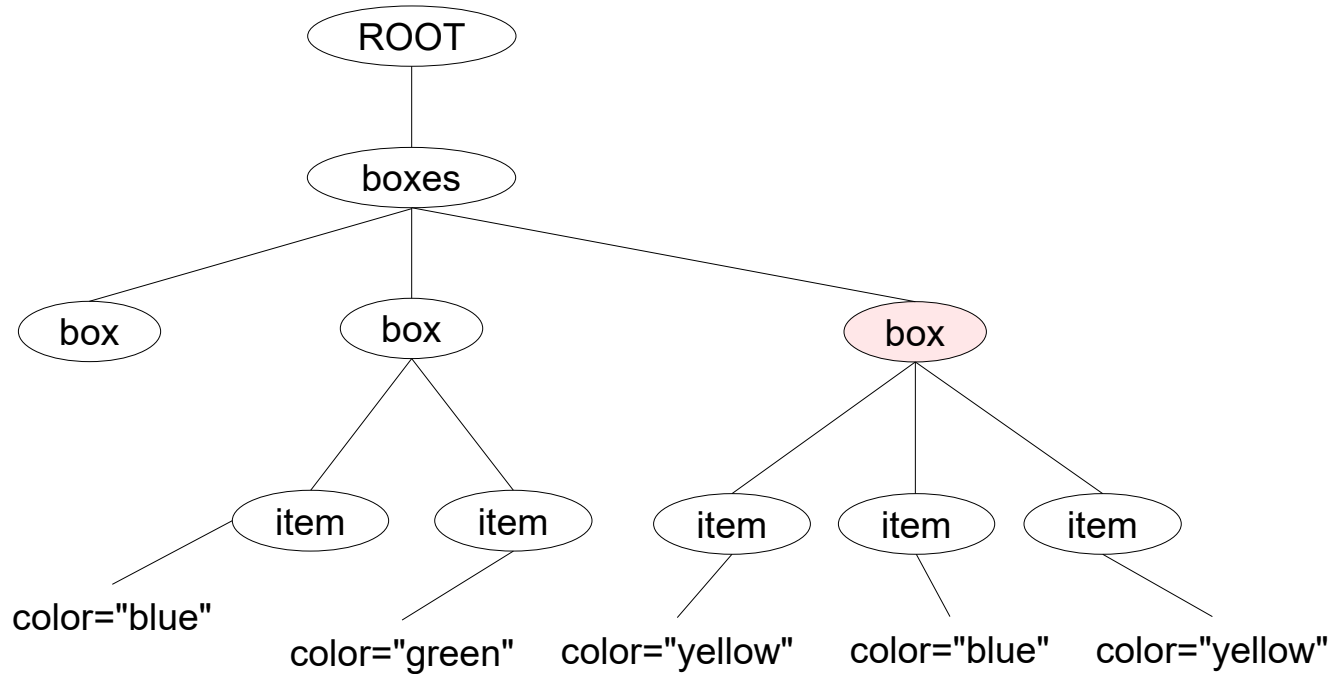 ROOT
boxes
box
box
box
item
item
item
item
item
color="blue"
color="green"
color="yellow"
color="blue"
color="yellow"